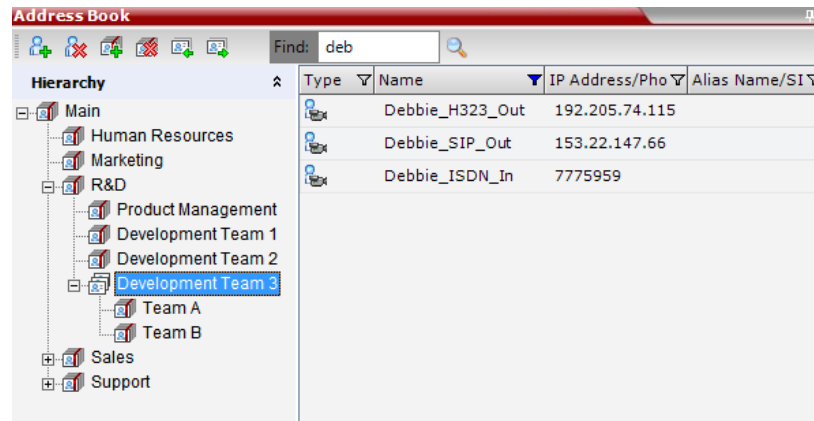 Address Book
Find: deb
Hierarchy
Main
Human Resources
Marketing
R&D
Product Management
Development Team 1
Development Team 2
Development Team 3
Team A
Team B
Sales
Support
Type Name IP Address/Pho Alias Name/SI
Debbie_H323_Out 192.205.74.115
Debbie_SIP_Out 153.22.147.66
Debbie_ISDN_In 7775959